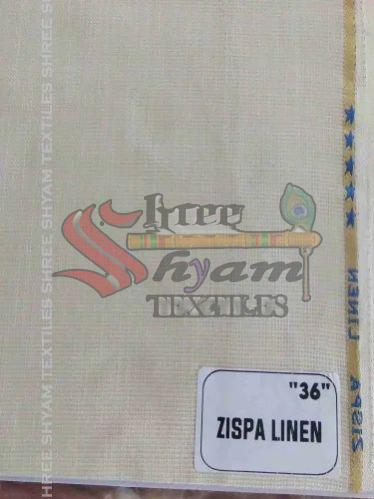 SHREE SHYAM TEXTILES SHREE SHYAM TEXTILES SHREE
Shree
Shyam
TEXTILES
★★★★★ LINEN ZISPA
"36"
ZISPA LINEN